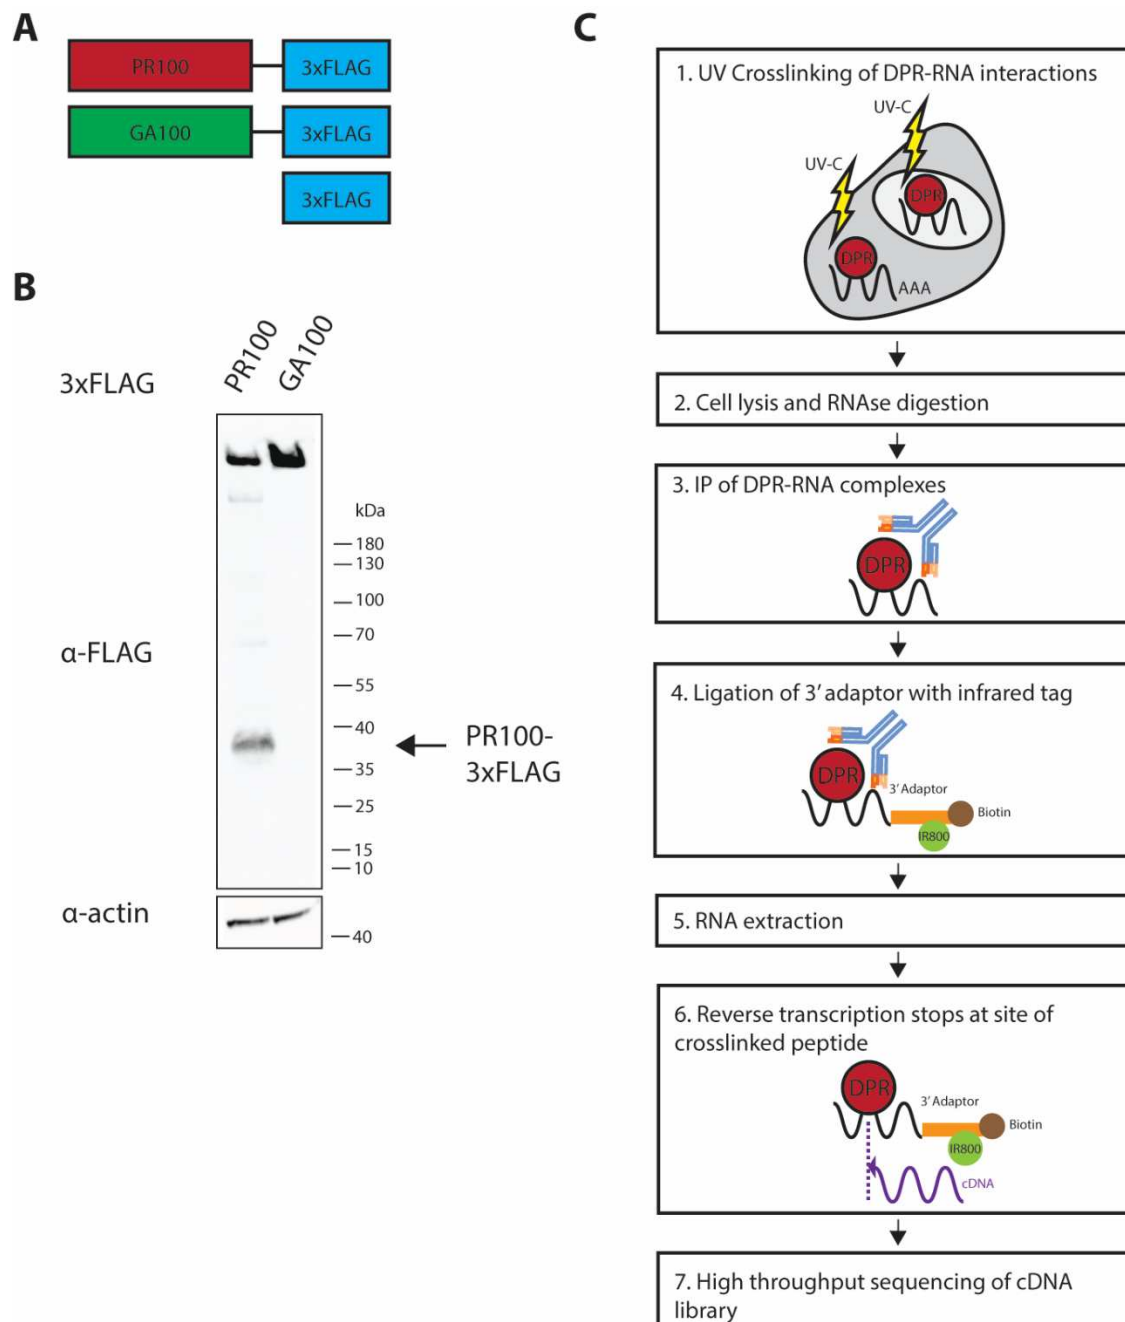 A
PR100
3xFLAG
GA100
3xFLAG
3xFLAG
B
3xFLAG
PR100
GA100
kDa
180
130
100
70
α-FLAG
55
40
PR100-
3xFLAG
35
25
15
10
α-actin
40
C
1. UV Crosslinking of DPR-RNA interactions
UV-C
UV-C
DPR
DPR
AAA
2. Cell lysis and RNAse digestion
3. IP of DPR-RNA complexes
DPR
4. Ligation of 3' adaptor with infrared tag
DPR
3' Adaptor
Biotin
IR800
5. RNA extraction
6. Reverse transcription stops at site of
crosslinked peptide
DPR
3' Adaptor
Biotin
IR800
cDNA
7. High throughput sequencing of cDNA
library